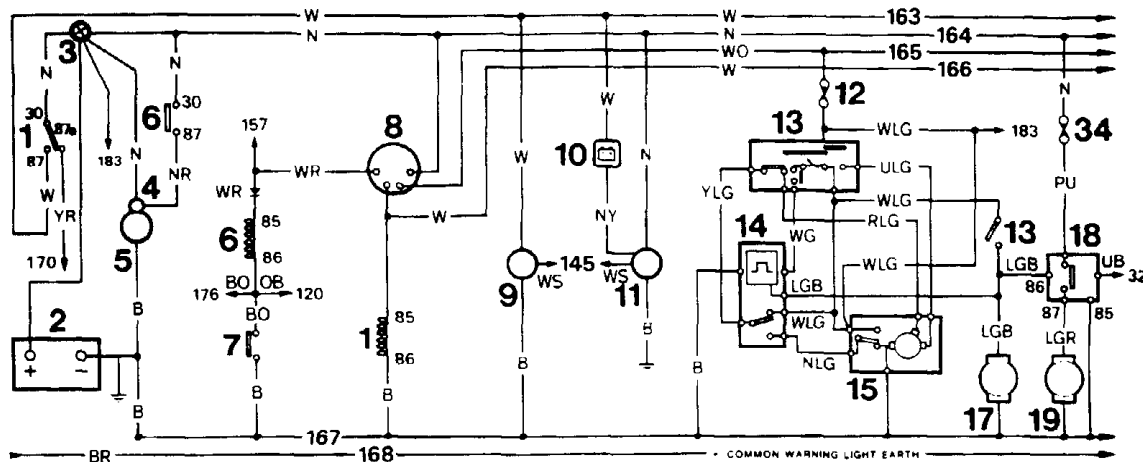 W W 163
N N 164
WO 165
W 166
3
N N N N W W N N
30 1 87a 87
6 30 87
183
157
8
12
13
WLG 183
34
10
4
NR
WR
W
YLG ULG
PU
W YR
WR
85
6
86
W
NY
WG
WLG
RLG
13
18
5
14
WLG
LGB
UB
170
176 BO OB 120
BO
9 WS 145 WS 11
LGB
86
32
2
+ −
B
7
1 85
86
WLG
87 85
B
NLG
15
LGB LGR
B B B B B
17 19
167
BR 168 COMMON WARNING LIGHT EARTH